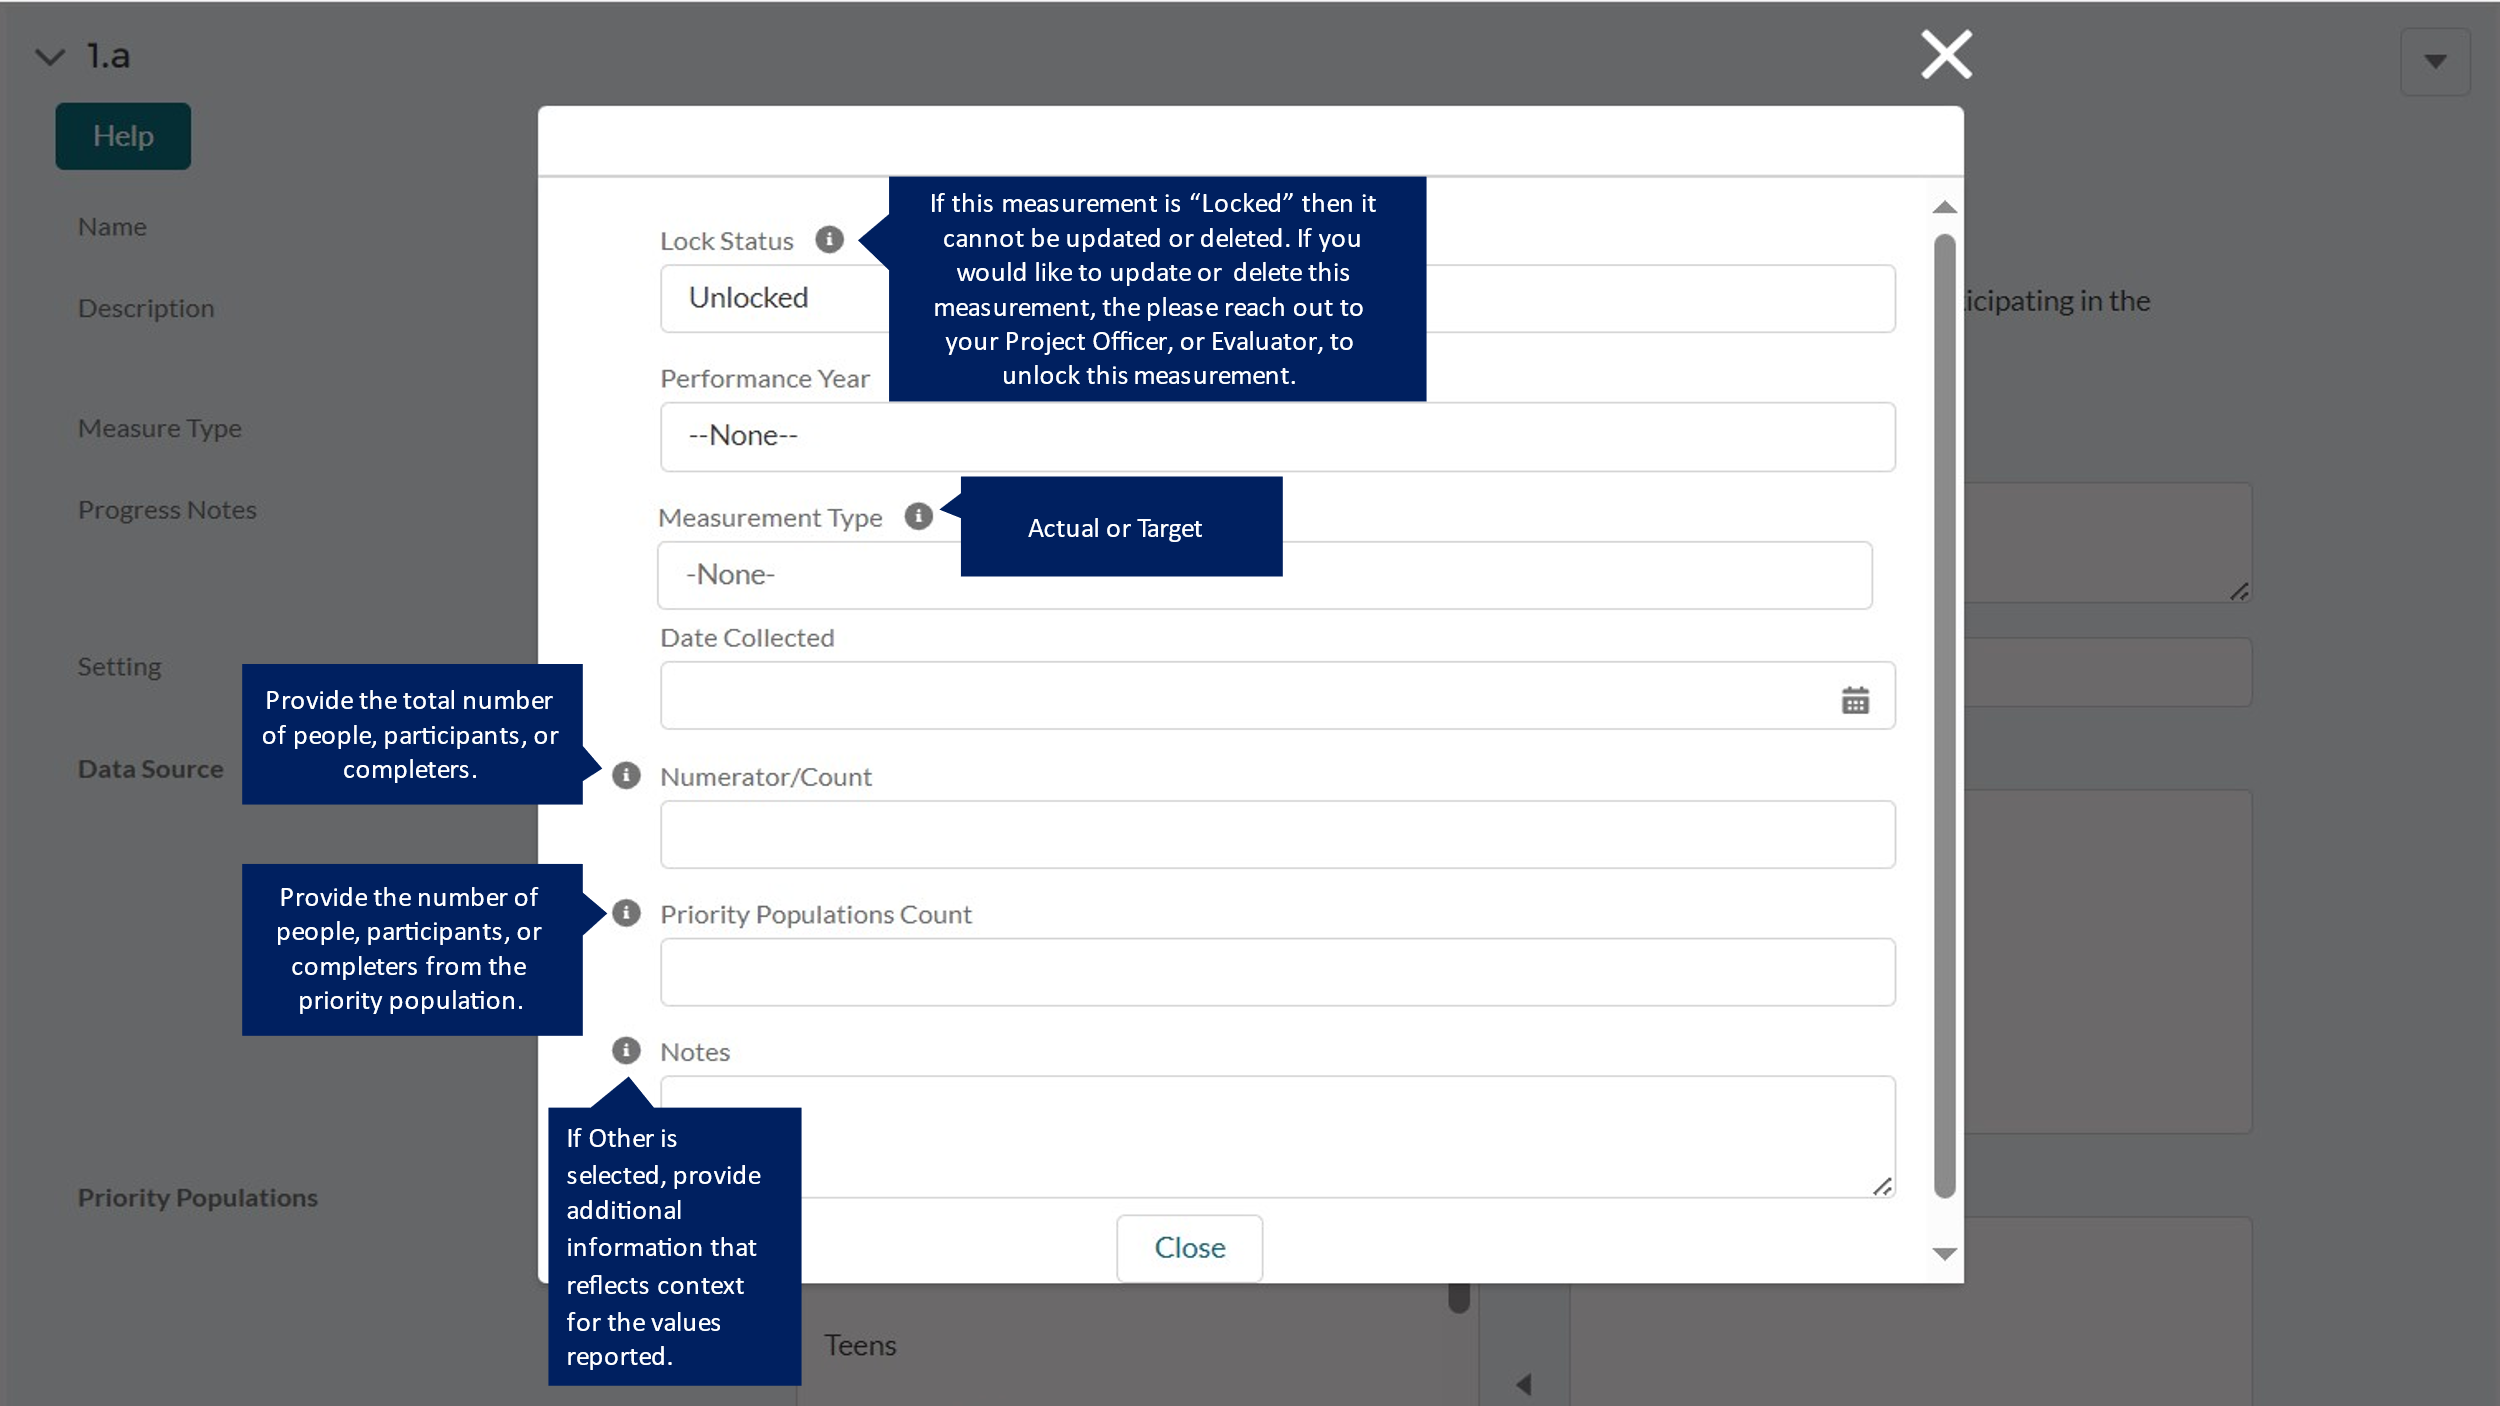 1.a
Help
Name
Description
Measure Type
Progress Notes
Setting
Data Source
Priority Populations
icipating in the
Lock Status
Unlocked
If this measurement is “Locked” then it
cannot be updated or deleted. If you
would like to update or  delete this
measurement, the please reach out to
your Project Officer, or Evaluator, to
unlock this measurement.
Performance Year
--None--
Measurement Type
Actual or Target
-None-
Date Collected
Provide the total number
of people, participants, or
completers.
Numerator/Count
Provide the number of
people, participants, or
completers from the
priority population.
Priority Populations Count
Notes
If Other is
selected, provide
additional
information that
reflects context
for the values
reported.
Close
Teens